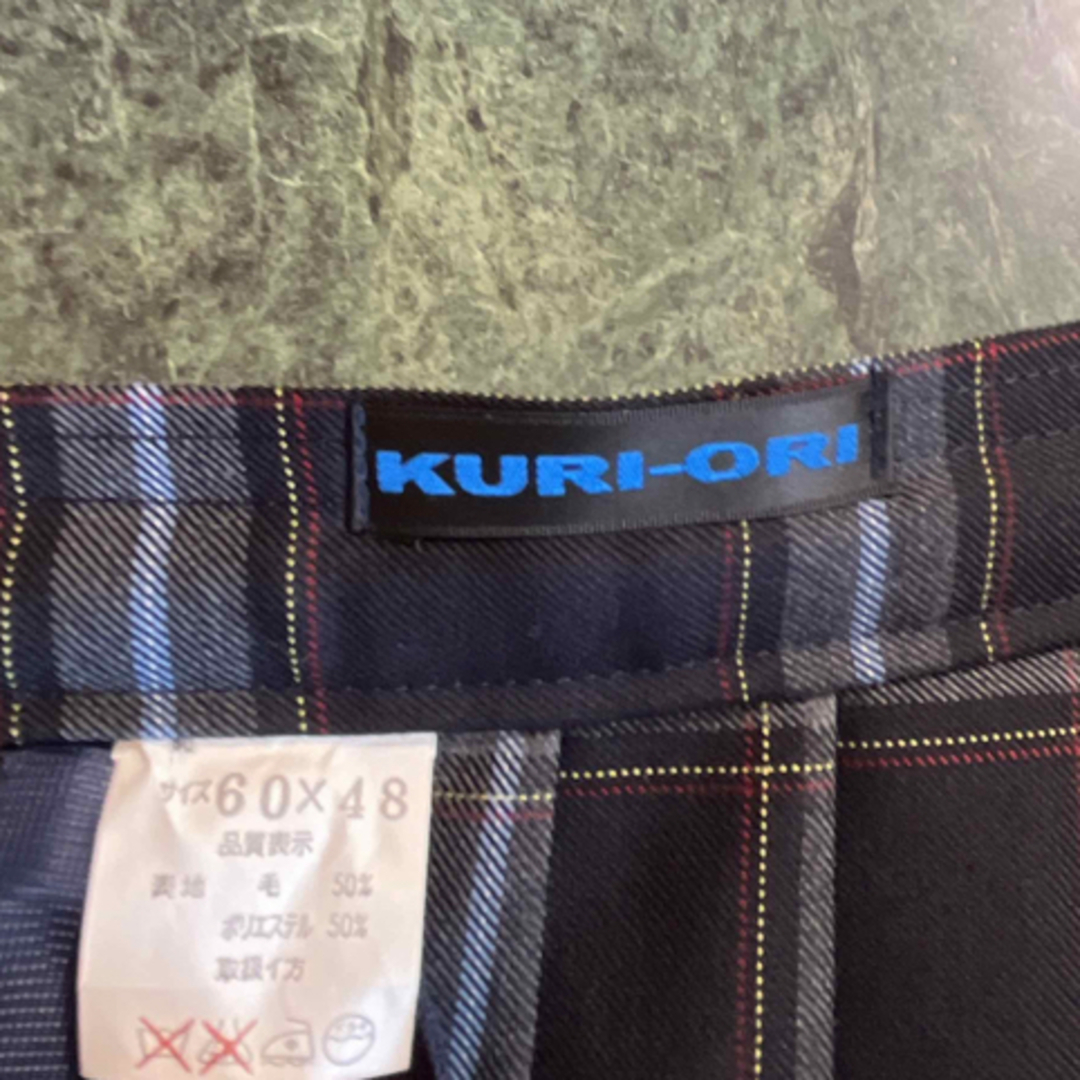 KURI-ORI
サイズ60×48
品質表示
表地 毛 50%
ポリエステル 50%
取扱イ方